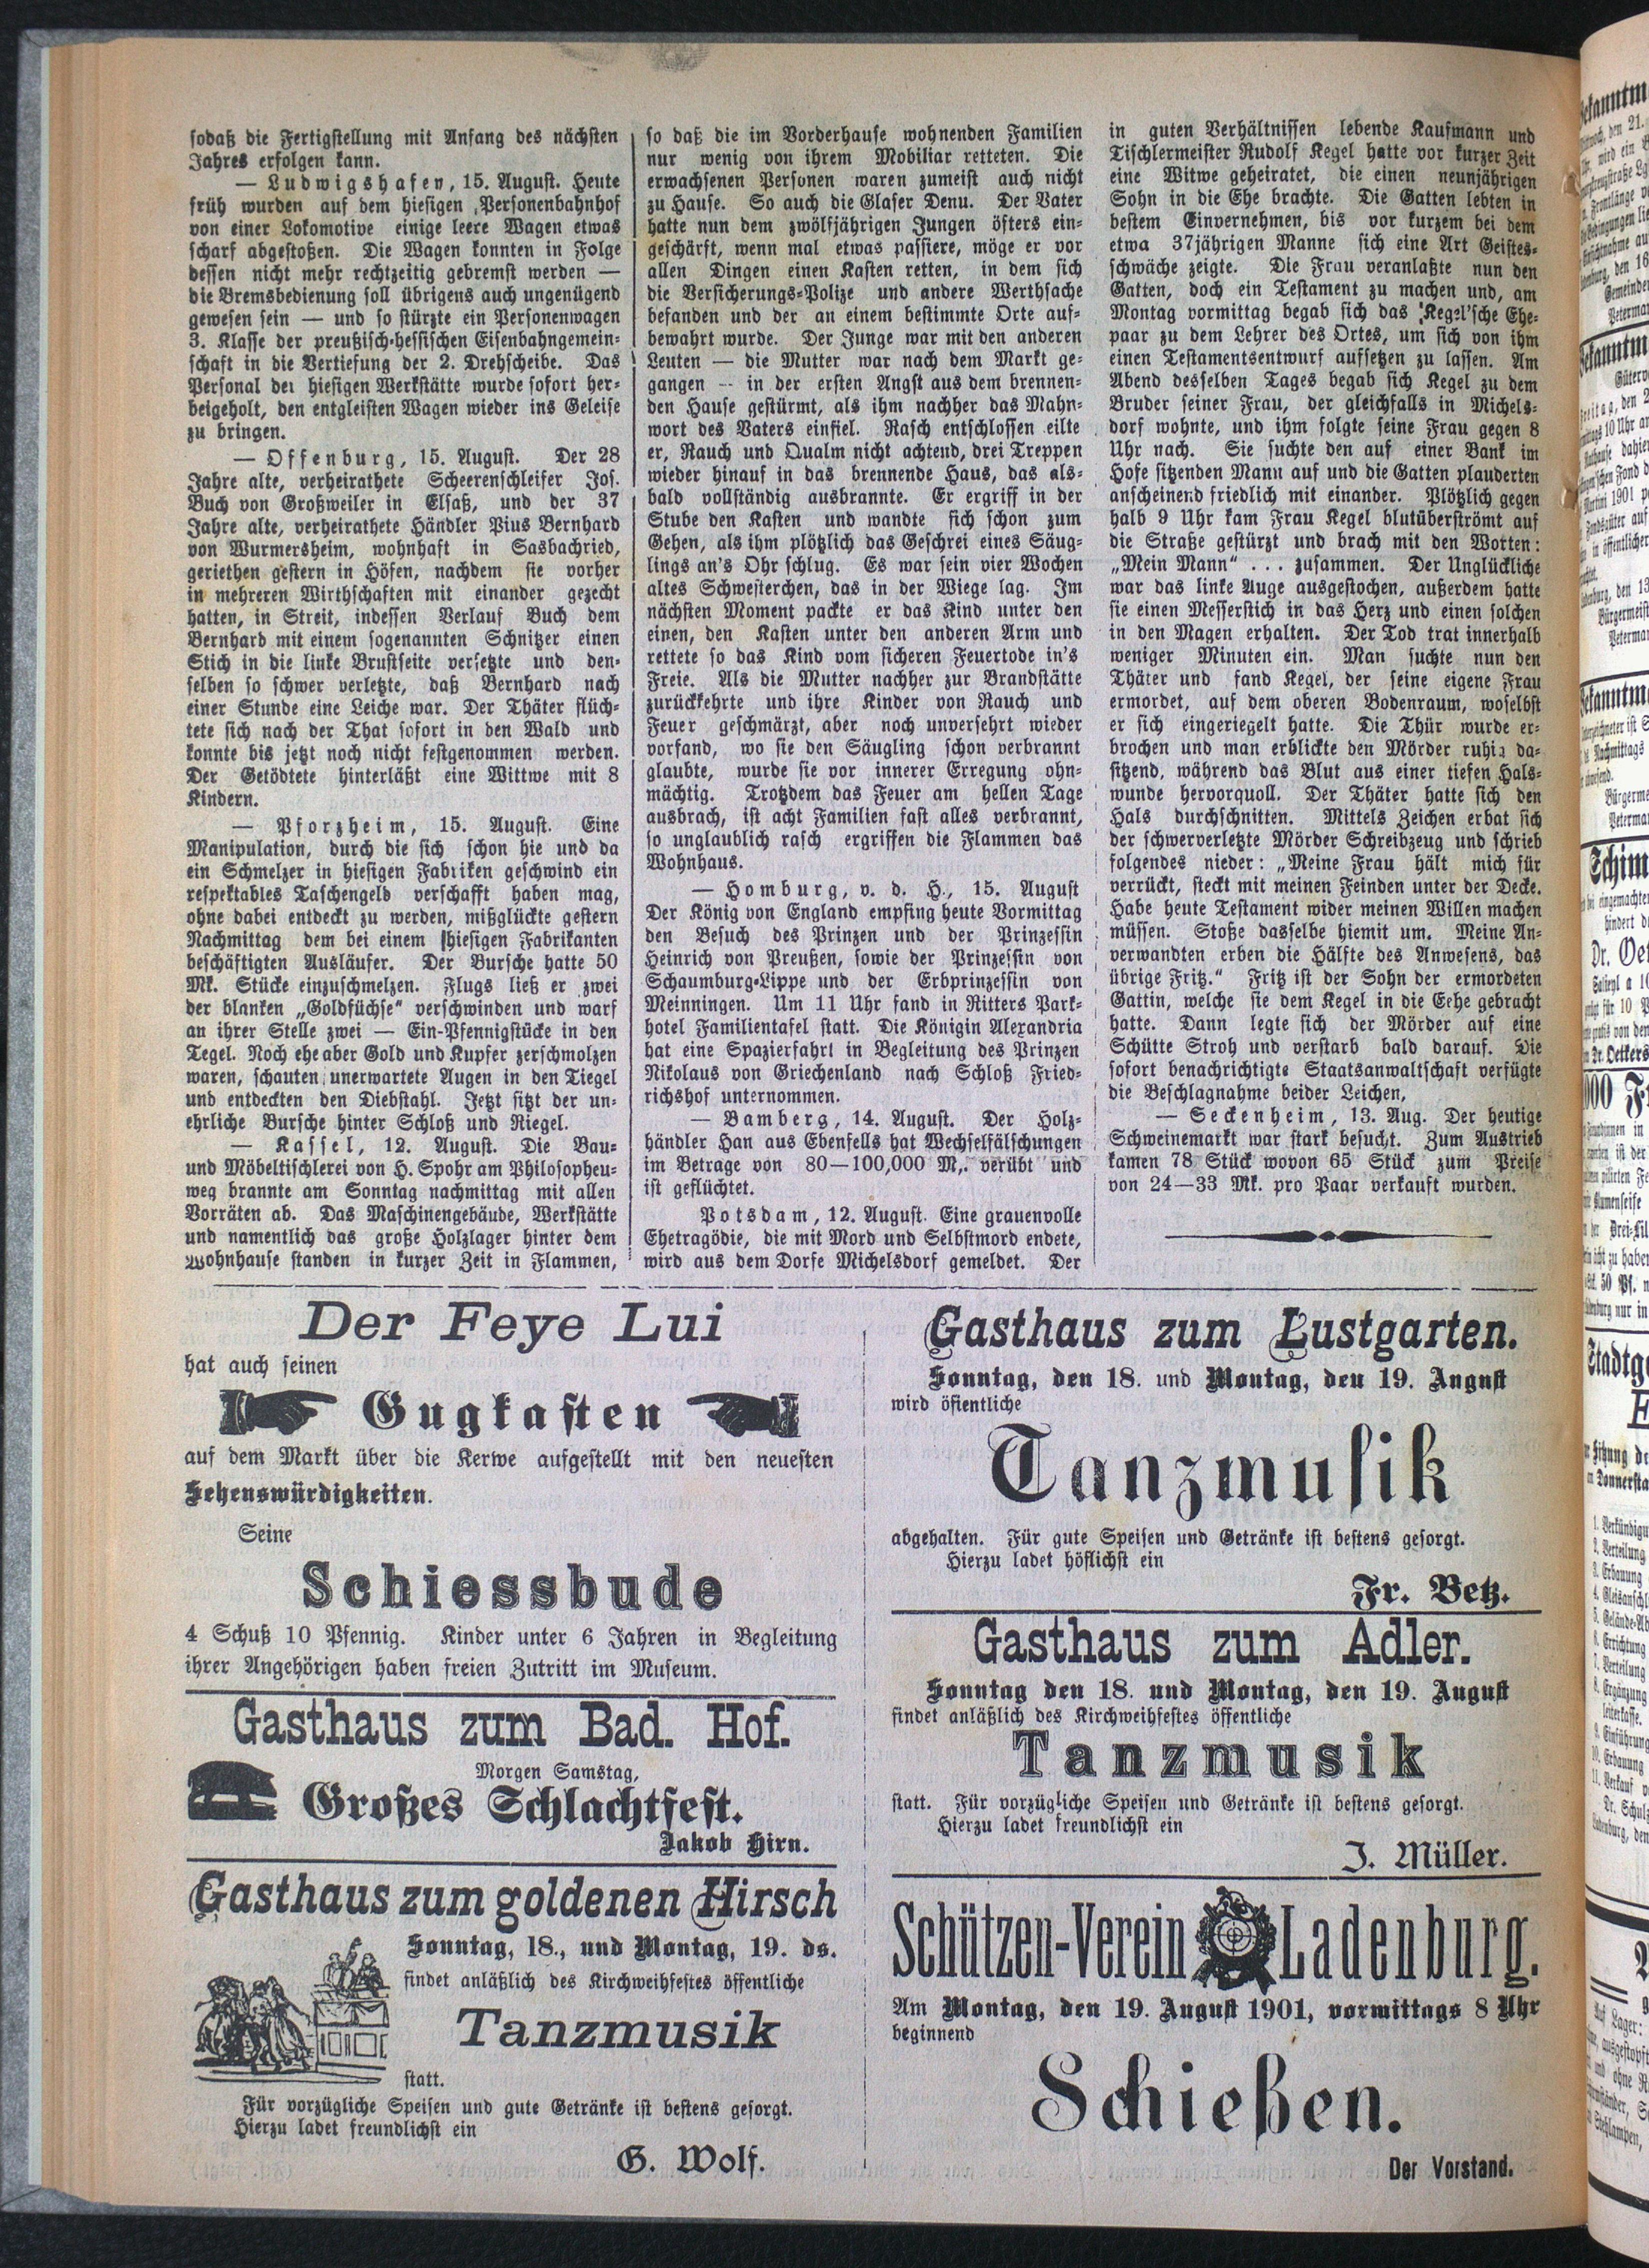 sodaß die Fertigstellung mit Anfang des nächsten
Jahres erfolgen kann.
— Ludwigshafen, 15. August. Heute
früh wurden auf dem hiesigen Personenbahnhof
von einer Lokomotive einige leere Wagen etwas
scharf abgestoßen. Die Wagen konnten in Folge
dessen nicht mehr rechtzeitig gebremst werden —
die Bremsbedienung soll übrigens auch ungenügend
gewesen sein — und so stürzte ein Personenwagen
3. Klasse der preußisch-hessischen Eisenbahngemein-
schaft in die Vertiefung der 2. Drehscheibe. Das
Personal der hiesigen Werkstätte wurde sofort her-
beigeholt, den entgleisten Wagen wieder ins Geleise
zu bringen.
— Offenburg, 15. August. Der 28
Jahre alte, verheirathete Scheerenschleifer Jos.
Buch von Großweiler in Elsaß, und der 37
Jahre alte, verheirathete Händler Pius Bernhard
von Wurmersheim, wohnhaft in Sasbachried,
geriethen gestern in Höfen, nachdem sie vorher
in mehreren Wirthschaften mit einander gezecht
hatten, in Streit, indessen Verlauf Buch dem
Bernhard mit einem sogenannten Schnitzer einen
Stich in die linke Brustseite versetzte und den-
selben so schwer verletzte, daß Bernhard nach
einer Stunde eine Leiche war. Der Thäter flüch-
tete sich nach der That sofort in den Wald und
konnte bis jetzt noch nicht festgenommen werden.
Der Getödtete hinterläßt eine Wittwe mit 8
Kindern.
— Pforzheim, 15. August. Eine
Manipulation, durch die sich schon hie und da
ein Schmelzer in hiesigen Fabriken geschwind ein
respektables Taschengeld verschafft haben mag,
ohne dabei entdeckt zu werden, mißglückte gestern
Nachmittag dem bei einem hiesigen Fabrikanten
beschäftigten Ausläufer. Der Bursche hatte 50
Mk. Stücke einzuschmelzen. Flugs ließ er zwei
der blanken „Goldfüchse“ verschwinden und warf
an ihrer Stelle zwei — Ein-Pfennigstücke in den
Tegel. Noch ehe aber Gold und Kupfer zerschmolzen
waren, schauten unerwartete Augen in den Tiegel
und entdeckten den Diebstahl. Jetzt sitzt der un-
ehrliche Bursche hinter Schloß und Riegel.
— Kassel, 12. August. Die Bau-
und Möbeltischlerei von H. Spohr am Philosopheu-
weg brannte am Sonntag nachmittag mit allen
Vorräten ab. Das Maschinengebäude, Werkstätte
und namentlich das große Holzlager hinter dem
Wohnhause standen in kurzer Zeit in Flammen,
so daß die im Vorderhause wohnenden Familien
nur wenig von ihrem Mobiliar retteten. Die
erwachsenen Personen waren zumeist auch nicht
zu Hause. So auch die Glaser Denu. Der Vater
hatte nun dem zwölfjährigen Jungen öfters ein-
geschärft, wenn mal etwas passiere, möge er vor
allen Dingen einen Kasten retten, in dem sich
die Versicherungs-Polize und andere Werthsache
befanden und der an einem bestimmte Orte auf-
bewahrt wurde. Der Junge war mit den anderen
Leuten — die Mutter war nach dem Markt ge-
gangen — in der ersten Angst aus dem brennen-
den Hause gestürmt, als ihm nachher das Mahn-
wort des Vaters einfiel. Rasch entschlossen eilte
er, Rauch und Qualm nicht achtend, drei Treppen
wieder hinauf in das brennende Haus, das als-
bald vollständig ausbrannte. Er ergriff in der
Stube den Kasten und wandte sich schon zum
Gehen, als ihm plötzlich das Geschrei eines Säug-
lings an's Ohr schlug. Es war sein vier Wochen
altes Schwesterchen, das in der Wiege lag. Im
nächsten Moment packte er das Kind unter den
einen, den Kasten unter den anderen Arm und
rettete so das Kind vom sicheren Feuertode in's
Freie. Als die Mutter nachher zur Brandstätte
zurückkehrte und ihre Kinder von Rauch und
Feuer geschmärzt, aber noch unversehrt wieder
vorfand, wo sie den Säugling schon verbrannt
glaubte, wurde sie vor innerer Erregung ohn-
mächtig. Trotzdem das Feuer am hellen Tage
ausbrach, ist acht Familien fast alles verbrannt,
so unglaublich rasch ergriffen die Flammen das
Wohnhaus.
— Homburg, v. d. H., 15. August
Der König von England empfing heute Vormittag
den Besuch des Prinzen und der Prinzessin
Heinrich von Preußen, sowie der Prinzessin von
Schaumburg-Lippe und der Erbprinzessin von
Meinningen. Um 11 Uhr fand in Ritters Park-
hotel Familientafel statt. Die Königin Alexandria
hat eine Spazierfahrt in Begleitung des Prinzen
Nikolaus von Griechenland nach Schloß Fried-
richshof unternommen.
— Bamberg, 14. August. Der Holz-
händler Han aus Ebenfells hat Wechselfälschungen
im Betrage von 80—100,000 M,. verübt und
ist geflüchtet.
Potsdam, 12. August. Eine grauenvolle
Ehetragödie, die mit Mord und Selbstmord endete,
wird aus dem Dorfe Michelsdorf gemeldet. Der
in guten Verhältnissen lebende Kaufmann und
Tischlermeister Rudolf Kegel hatte vor kurzer Zeit
eine Witwe geheiratet, die einen neunjährigen
Sohn in die Ehe brachte. Die Gatten lebten in
bestem Einvernehmen, bis vor kurzem bei dem
etwa 37jährigen Manne sich eine Art Geistes-
schwäche zeigte. Die Frau veranlaßte nun den
Gatten, doch ein Testament zu machen und, am
Montag vormittag begab sich das Kegel'sche Ehe-
paar zu dem Lehrer des Ortes, um sich von ihm
einen Testamentsentwurf aufsetzen zu lassen. Am
Abend desselben Tages begab sich Kegel zu dem
Bruder seiner Frau, der gleichfalls in Michels-
dorf wohnte, und ihm folgte seine Frau gegen 8
Uhr nach. Sie suchte den auf einer Bank im
Hofe sitzenden Mann auf und die Gatten plauderten
anscheinend friedlich mit einander. Plötzlich gegen
halb 9 Uhr kam Frau Kegel blutüberströmt auf
die Straße gestürzt und brach mit den Worten:
„Mein Mann“ . . . zusammen. Der Unglückliche
war das linke Auge ausgestochen, außerdem hatte
sie einen Messerstich in das Herz und einen solchen
in den Magen erhalten. Der Tod trat innerhalb
weniger Minuten ein. Man suchte nun den
Thäter und fand Kegel, der seine eigene Frau
ermordet, auf dem oberen Bodenraum, woselbst
er sich eingeriegelt hatte. Die Thür wurde er-
brochen und man erblickte den Mörder ruhig da-
sitzend, während das Blut aus einer tiefen Hals-
wunde hervorquoll. Der Thäter hatte sich den
Hals durchschnitten. Mittels Zeichen erbat sich
der schwerverletzte Mörder Schreibzeug und schrieb
folgendes nieder: „Meine Frau hält mich für
verrückt, steckt mit meinen Feinden unter der Decke.
Habe heute Testament wider meinen Willen machen
müssen. Stoße dasselbe hiemit um. Meine An-
verwandten erben die Hälfte des Anwesens, das
übrige Fritz.“ Fritz ist der Sohn der ermordeten
Gattin, welche sie dem Kegel in die Eehe gebracht
hatte. Dann legte sich der Mörder auf eine
Schütte Stroh und verstarb bald darauf. Die
sofort benachrichtigte Staatsanwaltschaft verfügte
die Beschlagnahme beider Leichen,
— Seckenheim, 13. Aug. Der heutige
Schweinemarkt war stark besucht. Zum Austrieb
kamen 78 Stück wovon 65 Stück zum Preise
von 24—33 Mk. pro Paar verkauft wurden.
Der Feye Lui
hat auch seinen
Gugkasten
auf dem Markt über die Kerwe aufgestellt mit den neuesten
Sehenswürdigkeiten.
Seine
Schiessbude
4 Schuß 10 Pfennig. Kinder unter 6 Jahren in Begleitung
ihrer Angehörigen haben freien Zutritt im Museum.
Gasthaus zum Bad. Hof.
Morgen Samstag,
Großes Schlachtfest.
Jakob Hirn.
Gasthaus zum goldenen Hirsch
Sonntag, 18., und Montag, 19. ds.
findet anläßlich des Kirchweihfestes öffentliche
Tanzmusik
statt.
Für vorzügliche Speisen und gute Getränke ist bestens gesorgt.
Hierzu ladet freundlichst ein
G. Wolf.
Gasthaus zum Lustgarten.
Sonntag, den 18. und Montag, den 19. August
wird öffentliche
Tanzmusik
abgehalten. Für gute Speisen und Getränke ist bestens gesorgt.
Hierzu ladet höflichst ein
Fr. Betz.
Gasthaus zum Adler.
Sonntag den 18. und Montag, den 19. August
findet anläßlich des Kirchweihfestes öffentliche
Tanzmusik
statt. Für vorzügliche Speisen und Getränke ist bestens gesorgt.
Hierzu ladet freundlichst ein
J. Müller.
Schützen-Verein Ladenburg.
Am Montag, den 19. August 1901, vormittags 8 Uhr
beginnend
Schießen.
Der Vorstand.